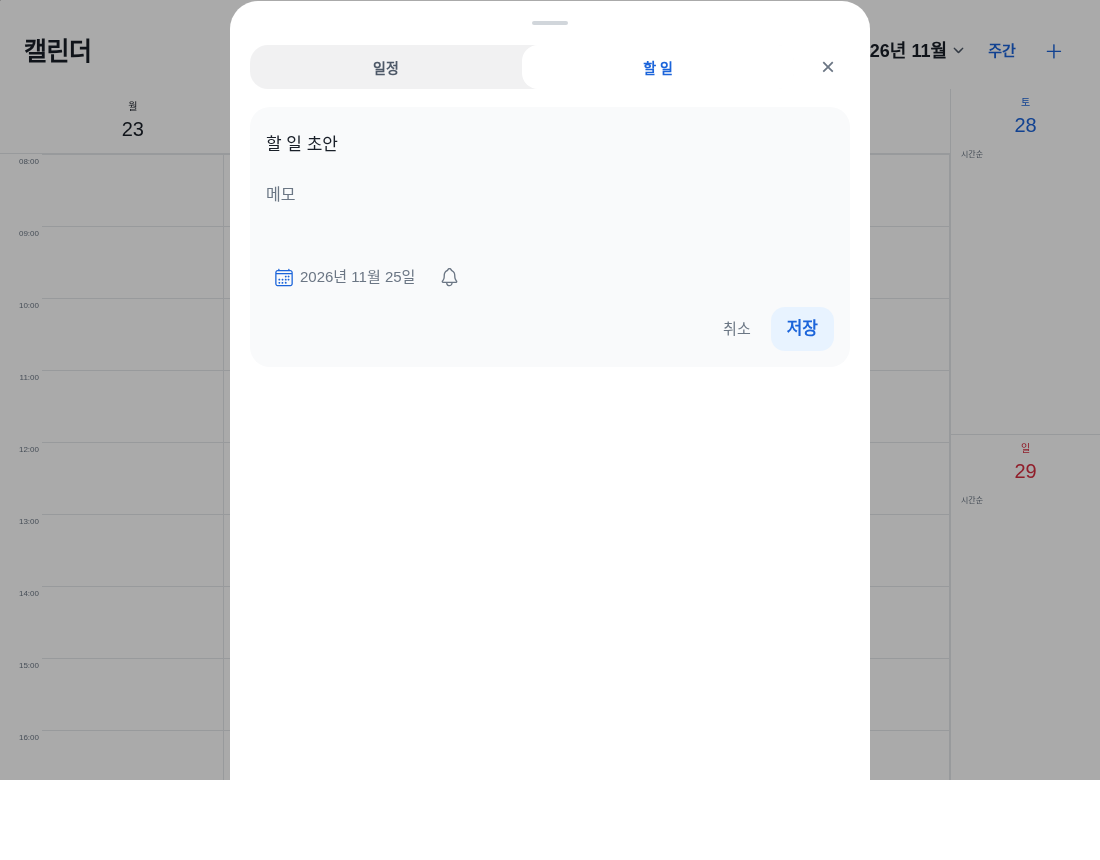 캘린더
26년 11월
주간
일정
할 일
월
23
토
28
시간순
일
29
시간순
08:00
09:00
10:00
11:00
12:00
13:00
14:00
15:00
16:00
할 일 초안
메모
2026년 11월 25일
취소
저장